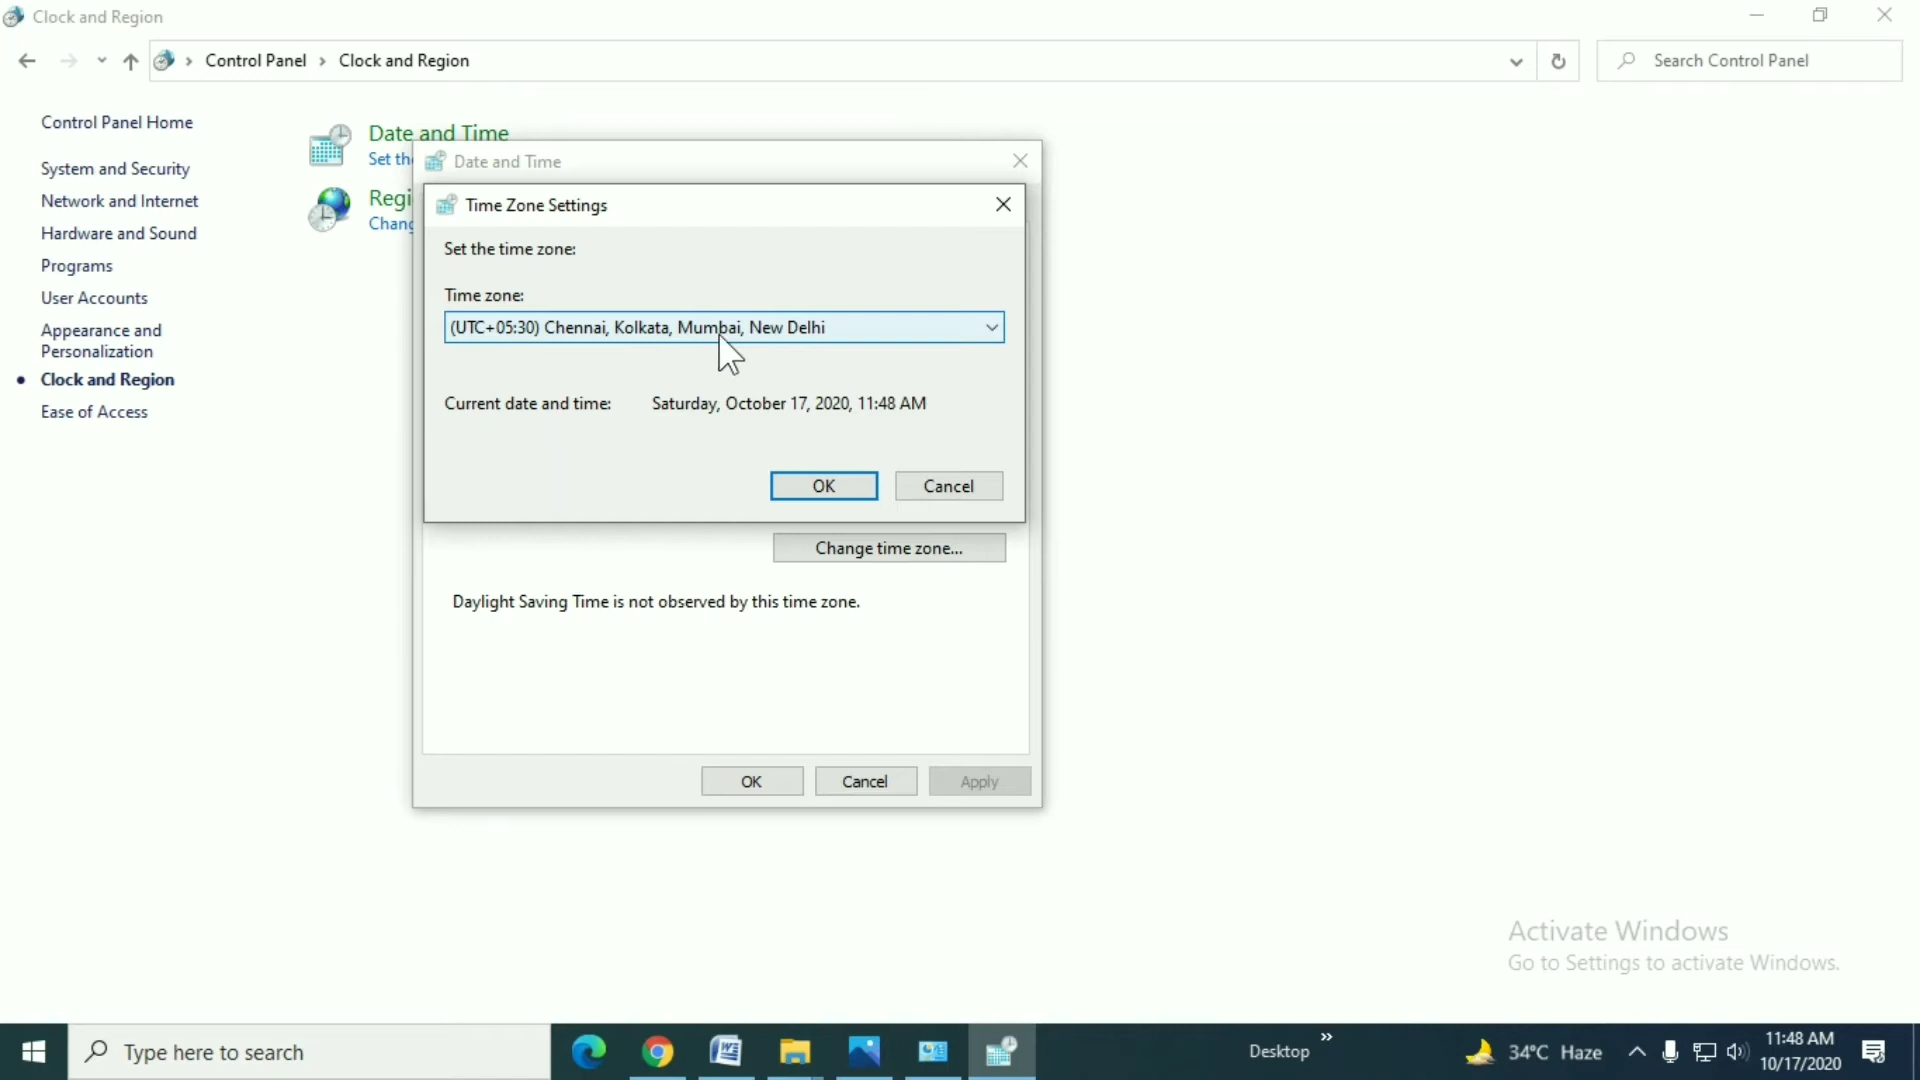 Clock and Region
Control Panel
Clock and Region
Search Control Panel
Control Panel Home
System and Security
Network and Internet
Hardware and Sound
Programs
User Accounts
Appearance and
Personalization
Clock and Region
Ease of Access
Date and Time
Set the
Regi
Chang
Date and Time
Time Zone Settings
Set the time zone:
Time zone:
(UTC+05:30) Chennai, Kolkata, Mumbai, New Delhi
Current date and time: Saturday, October 17, 2020, 11:48 AM
OK Cancel
Change time zone...
Daylight Saving Time is not observed by this time zone.
OK Cancel Apply
Activate Windows
Go to Settings to activate Windows.
Type here to search
Desktop
34°C Haze
11:48 AM
10/17/2020